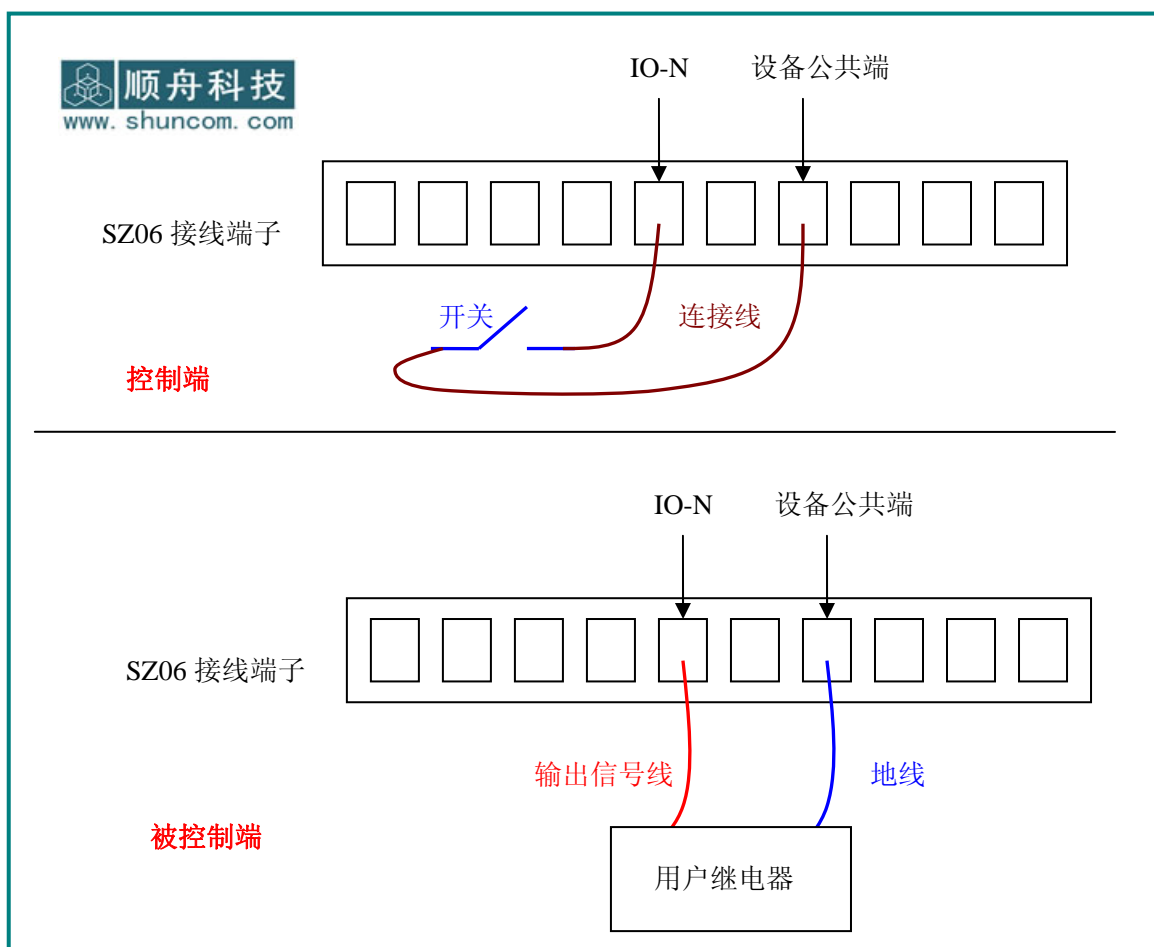 顺舟科技
www.shuncom.com
IO-N
设备公共端
SZ06 接线端子
开关
连接线
控制端
IO-N
设备公共端
SZ06 接线端子
输出信号线
地线
被控制端
用户继电器